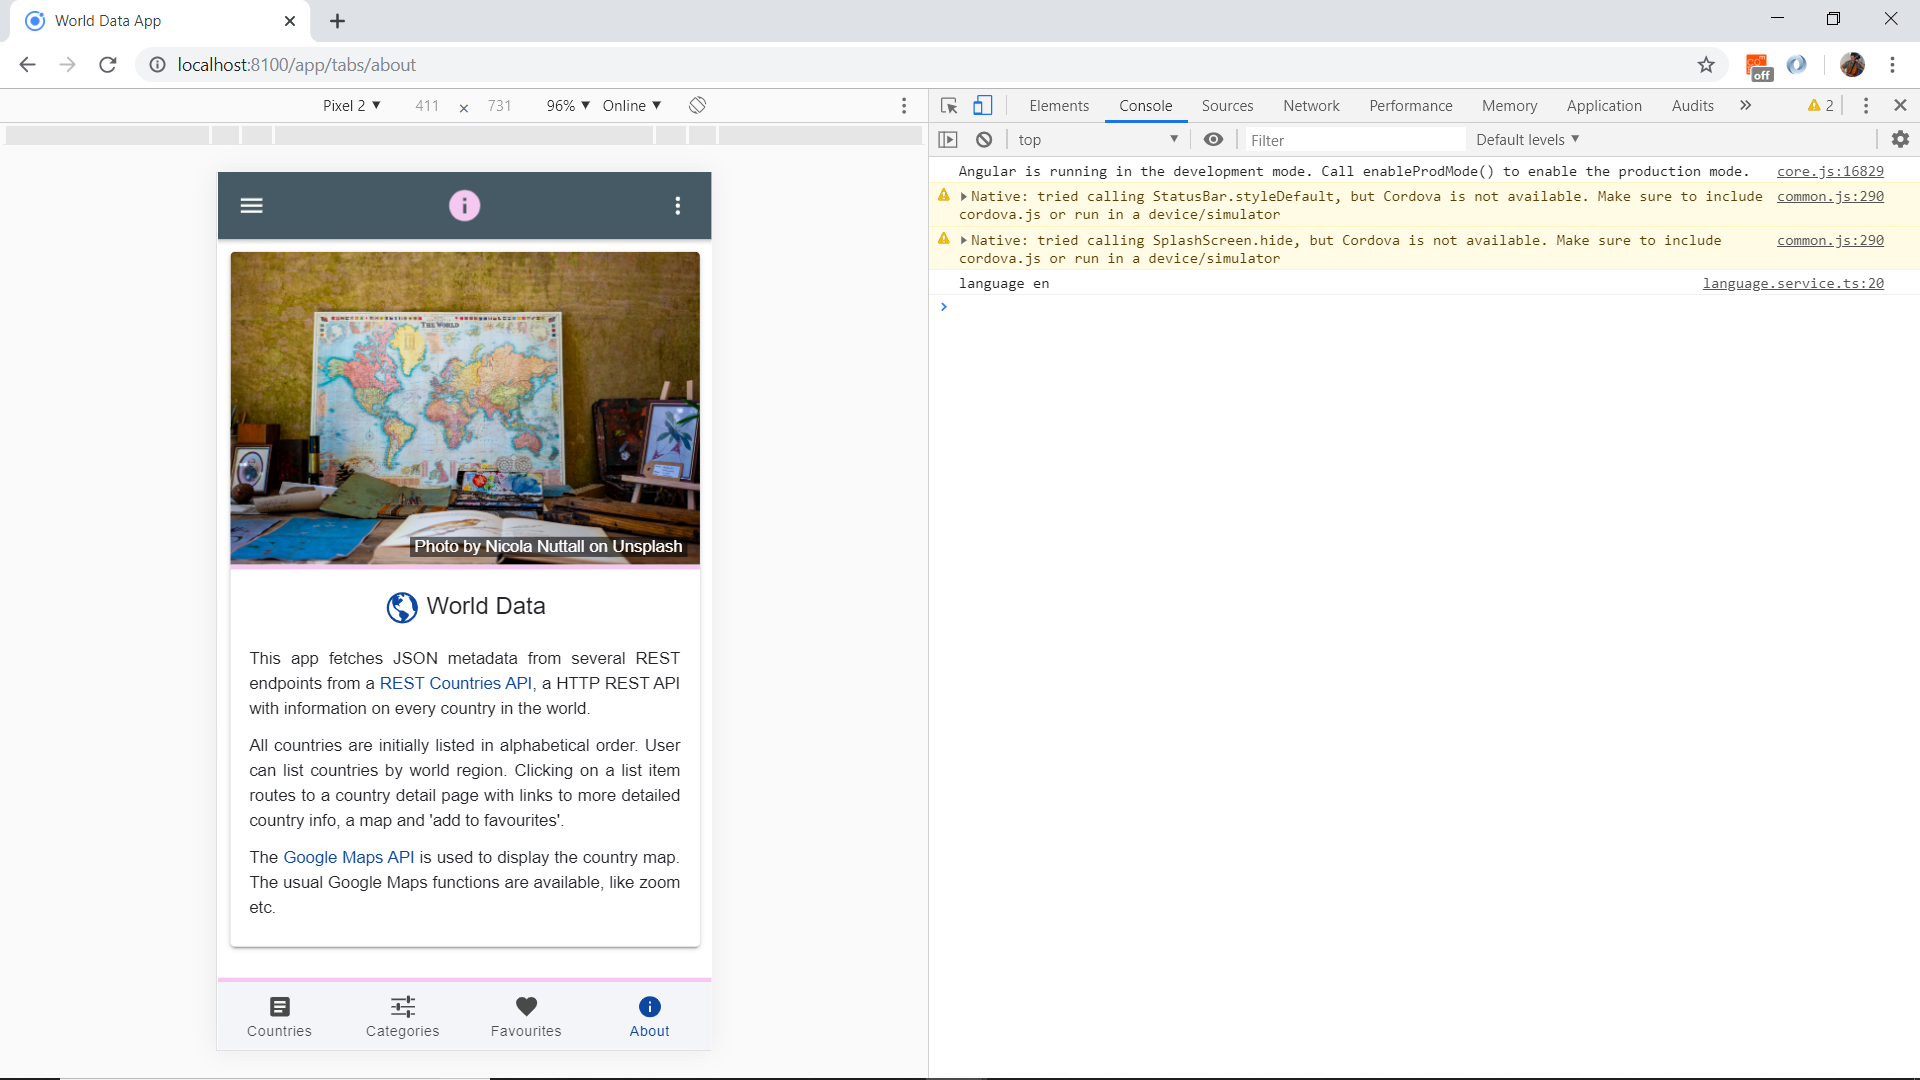 World Data App
localhost:8100/app/tabs/about
Pixel 2 411 × 731 96% Online
Elements Console Sources Network Performance Memory Application Audits 2
top Filter Default levels
Angular is running in the development mode. Call enableProdMode() to enable the production mode. core.js:16829
Native: tried calling StatusBar.styleDefault, but Cordova is not available. Make sure to include common.js:290
cordova.js or run in a device/simulator
Native: tried calling SplashScreen.hide, but Cordova is not available. Make sure to include common.js:290
cordova.js or run in a device/simulator
language en language.service.ts:20
off
THE WORLD
Photo by Nicola Nuttall on Unsplash
World Data
This app fetches JSON metadata from several REST
endpoints from a REST Countries API, a HTTP REST API
with information on every country in the world.
All countries are initially listed in alphabetical order. User
can list countries by world region. Clicking on a list item
routes to a country detail page with links to more detailed
country info, a map and 'add to favourites'.
The Google Maps API is used to display the country map.
The usual Google Maps functions are available, like zoom
etc.
Countries Categories Favourites About